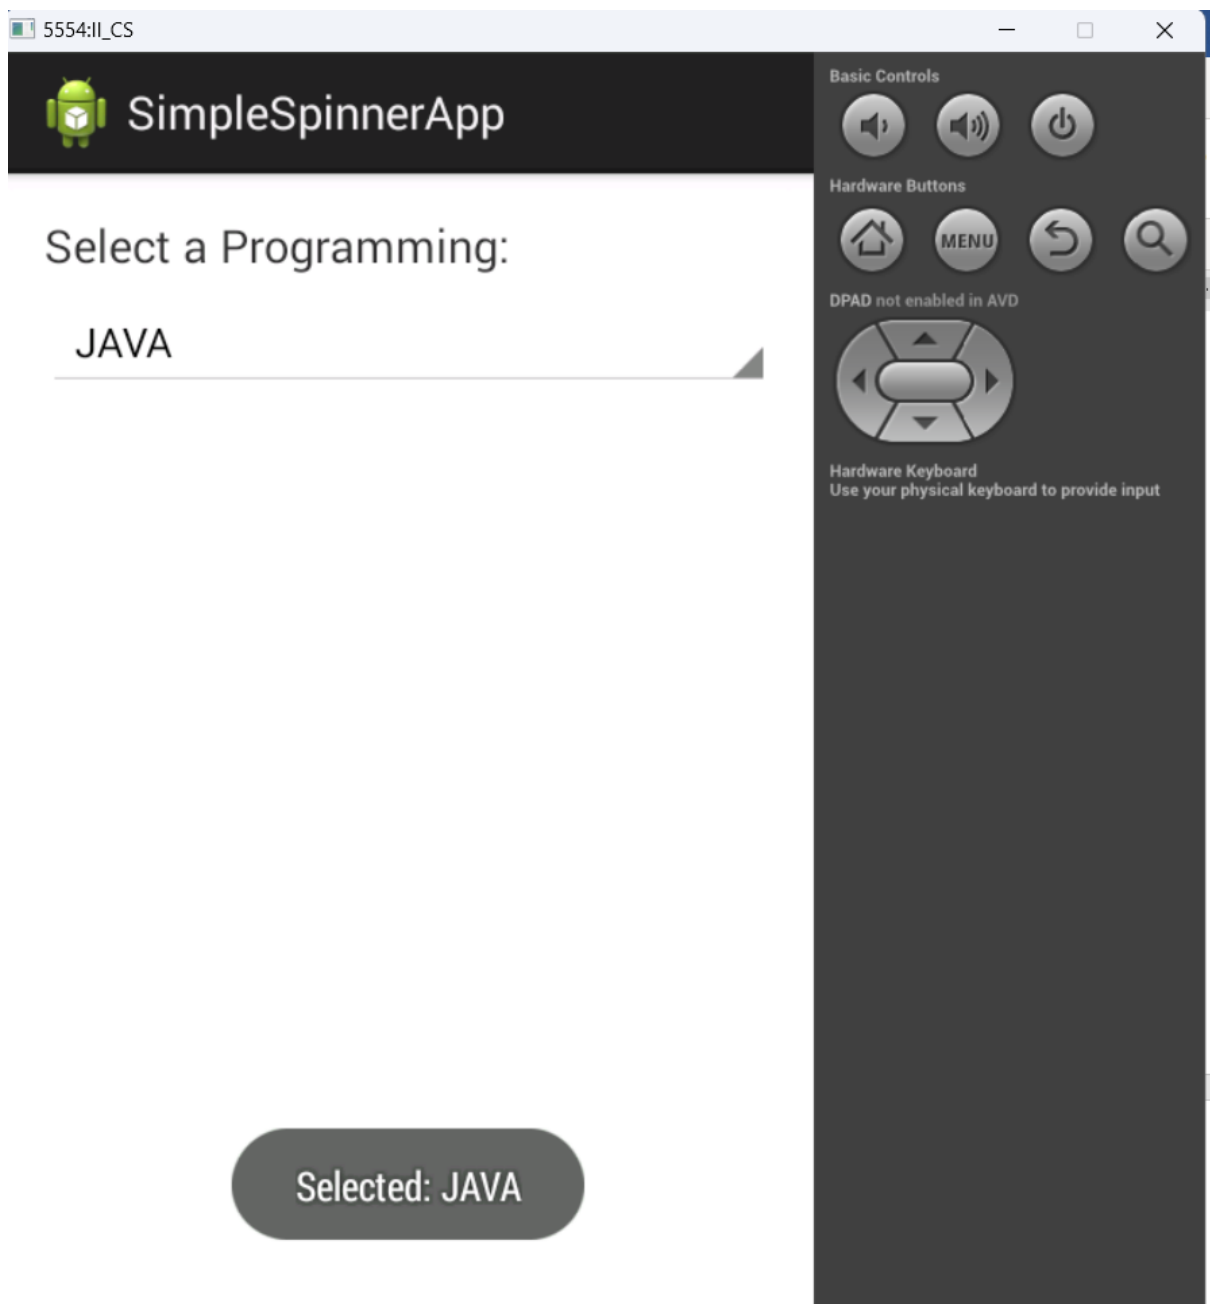 5554:II_CS
SimpleSpinnerApp
Select a Programming:
JAVA
Selected: JAVA
Basic Controls
Hardware Buttons
MENU
DPAD not enabled in AVD
Hardware Keyboard
Use your physical keyboard to provide input